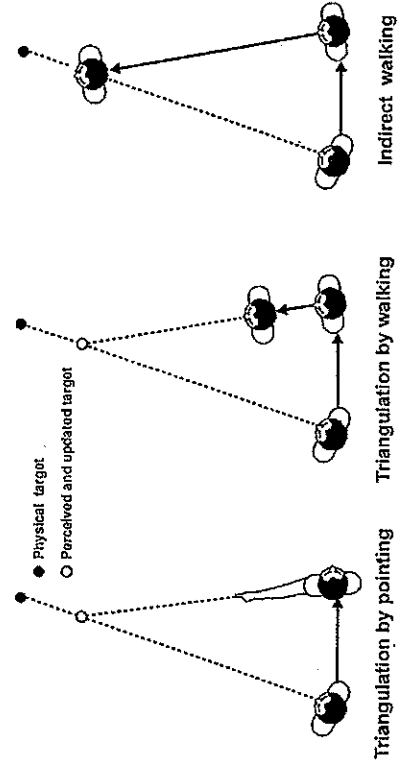 Physical target
Perceived and updated target
Triangulation by pointing
Triangulation by walking
Indirect walking